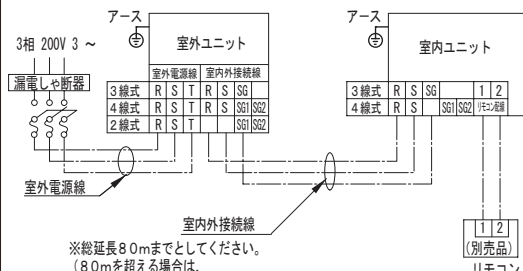 アース
アース
3相 200V 3 ~
室外ユニット
室内ユニット
漏電しゃ断器
室外電源線 室内外接続線
3線式 R S T R S SG
4線式 R S T R S SG1 SG2
2線式 R S T SG1 SG2
3線式 R S SG 1 2
4線式 R S SG1 SG2 リモコン配線
室外電源線
室内外接続線
1 2
(別売品)
リモコン
※総延長80mまでとしてください。
(80mを超える場合は、